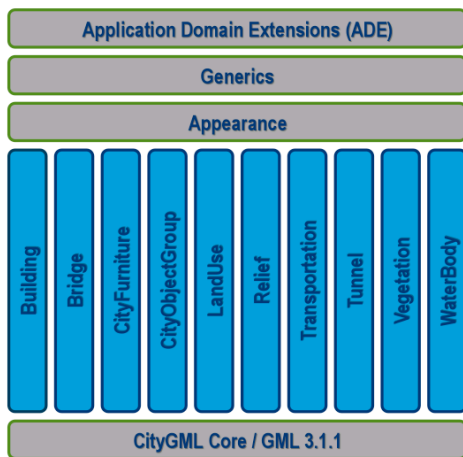 Application Domain Extensions (ADE)
Generics
Appearance
Building
Bridge
CityFurniture
CityObjectGroup
LandUse
Relief
Transportation
Tunnel
Vegetation
WaterBody
CityGML Core / GML 3.1.1